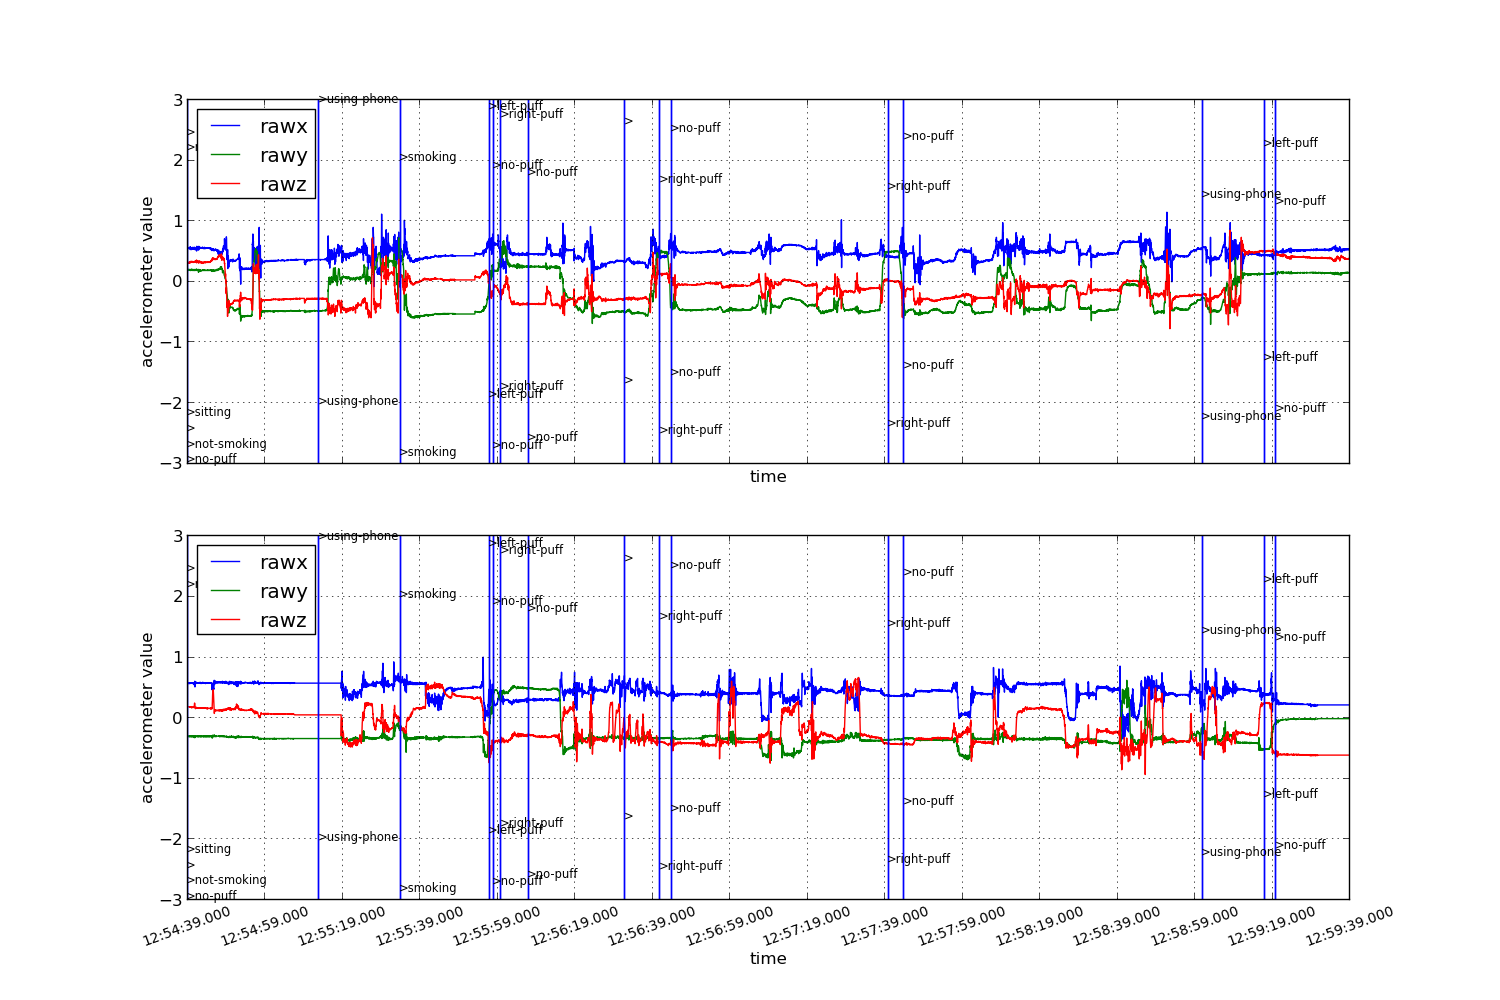 3
>using-phone
>left-puff
>right-puff
>
>no-puff
>no-puff
>left-puff
>
rawx
rawy
rawz
2
>smoking
>no-puff
>no-puff
>right-puff
>right-puff
>using-phone
>no-puff
1
0
−1
−2
−3
accelerometer value
>no-puff
>no-puff
>left-puff
>
>right-puff
>left-puff
>using-phone
>sitting
>
>not-smoking
>no-puff
>smoking
>no-puff
>no-puff
>right-puff
>right-puff
>using-phone
>no-puff
time
3
>using-phone
>left-puff
>right-puff
>
>no-puff
>no-puff
>left-puff
>
rawx
rawy
rawz
2
>smoking
>no-puff
>no-puff
>right-puff
>right-puff
>using-phone
>no-puff
1
0
−1
−2
−3
accelerometer value
>no-puff
>no-puff
>left-puff
>
>right-puff
>left-puff
>using-phone
>sitting
>
>not-smoking
>no-puff
>smoking
>no-puff
>no-puff
>right-puff
>right-puff
>using-phone
>no-puff
12:54:39.000
12:54:59.000
12:55:19.000
12:55:39.000
12:55:59.000
12:56:19.000
12:56:39.000
12:56:59.000
12:57:19.000
12:57:39.000
12:57:59.000
12:58:19.000
12:58:39.000
12:58:59.000
12:59:19.000
12:59:39.000
time